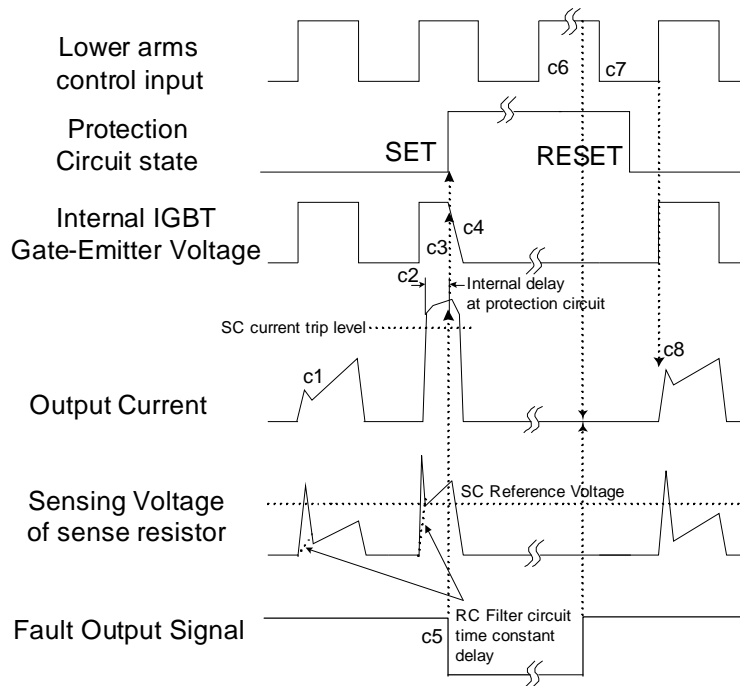 Lower arms
control input
c6
c7
Protection
Circuit state
SET
RESET
Internal IGBT
Gate-Emitter Voltage
c4
c3
c2
Internal delay
at protection circuit
SC current trip level
c1
c8
Output Current
Sensing Voltage
of sense resistor
SC Reference Voltage
Fault Output Signal
c5
RC Filter circuit
time constant
delay